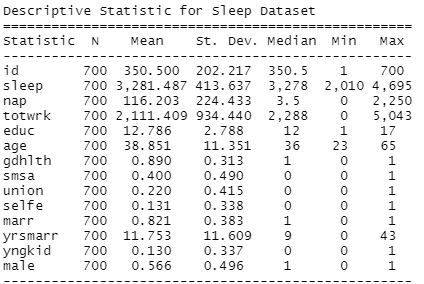 Descriptive Statistic for Sleep Dataset
==================================================
Statistic N Mean St. Dev. Median Min Max
--------------------------------------------------
id 700 350.500 202.217 350.5 1 700
sleep 700 3,281.487 413.637 3,278 2,010 4,695
nap 700 116.203 224.433 3.5 0 2,250
totwrk 700 2,111.409 934.440 2,288 0 5,043
educ 700 12.786 2.788 12 1 17
age 700 38.851 11.351 36 23 65
gdhlth 700 0.890 0.313 1 0 1
smsa 700 0.400 0.490 0 0 1
union 700 0.220 0.415 0 0 1
selfe 700 0.131 0.338 0 0 1
marr 700 0.821 0.383 1 0 1
yrsmarr 700 11.753 11.609 9 0 43
yngkid 700 0.130 0.337 0 0 1
male 700 0.566 0.496 1 0 1
--------------------------------------------------